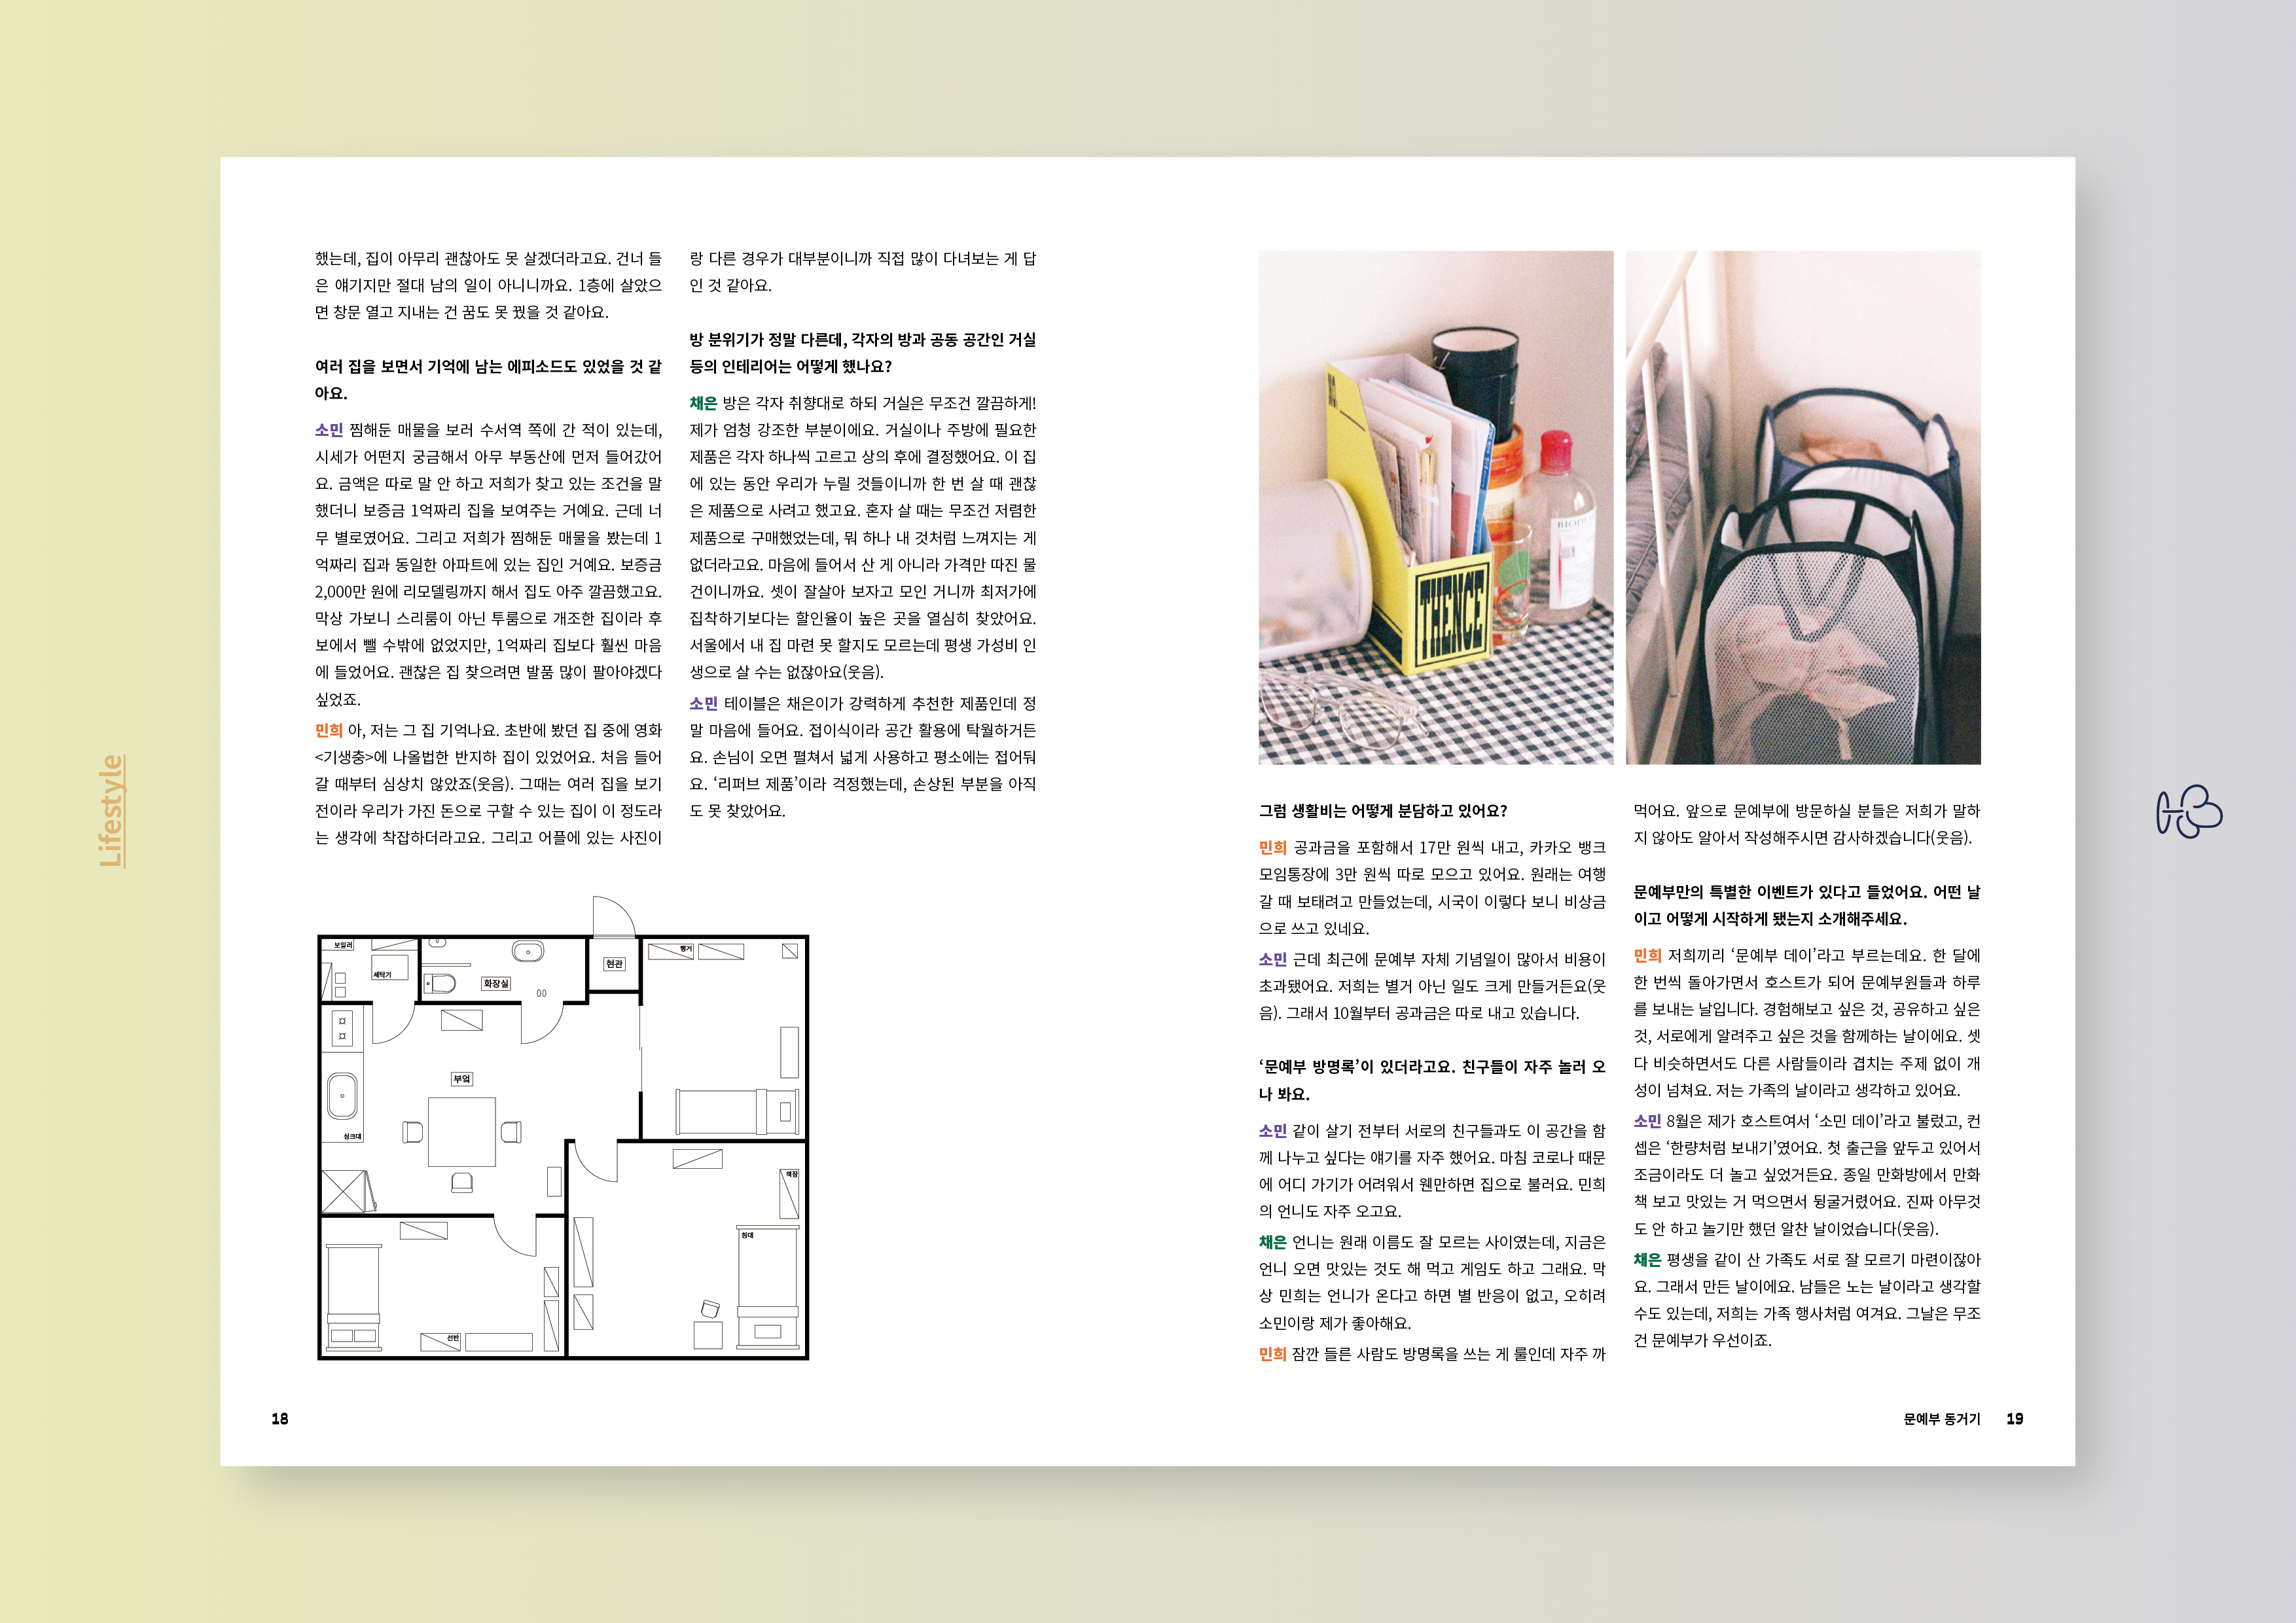 Lifestyle
했는데, 집이 아무리 괜찮아도 못 살겠더라고요. 건너 들
은 얘기지만 절대 남의 일이 아니니까요. 1층에 살았으
면 창문 열고 지내는 건 꿈도 못 꿨을 것 같아요.
여러 집을 보면서 기억에 남는 에피소드도 있었을 것 같
아요.
소민 찜해둔 매물을 보러 수서역 쪽에 간 적이 있는데,
시세가 어떤지 궁금해서 아무 부동산에 먼저 들어갔어
요. 금액은 따로 말 안 하고 저희가 찾고 있는 조건을 말
했더니 보증금 1억짜리 집을 보여주는 거예요. 근데 너
무 별로였어요. 그리고 저희가 찜해둔 매물을 봤는데 1
억짜리 집과 동일한 아파트에 있는 집인 거예요. 보증금
2,000만 원에 리모델링까지 해서 집도 아주 깔끔했고요.
막상 가보니 스리룸이 아닌 투룸으로 개조한 집이라 후
보에서 뺄 수밖에 없었지만, 1억짜리 집보다 훨씬 마음
에 들었어요. 괜찮은 집 찾으려면 발품 많이 팔아야겠다
싶었죠.
민희 아, 저는 그 집 기억나요. 초반에 봤던 집 중에 영화
<기생충>에 나올법한 반지하 집이 있었어요. 처음 들어
갈 때부터 심상치 않았죠(웃음). 그때는 여러 집을 보기
전이라 우리가 가진 돈으로 구할 수 있는 집이 이 정도라
는 생각에 착잡하더라고요. 그리고 어플에 있는 사진이
랑 다른 경우가 대부분이니까 직접 많이 다녀보는 게 답
인 것 같아요.
방 분위기가 정말 다른데, 각자의 방과 공동 공간인 거실
등의 인테리어는 어떻게 했나요?
채은 방은 각자 취향대로 하되 거실은 무조건 깔끔하게!
제가 엄청 강조한 부분이에요. 거실이나 주방에 필요한
제품은 각자 하나씩 고르고 상의 후에 결정했어요. 이 집
에 있는 동안 우리가 누릴 것들이니까 한 번 살 때 괜찮
은 제품으로 사려고 했고요. 혼자 살 때는 무조건 저렴한
제품으로 구매했었는데, 뭐 하나 내 것처럼 느껴지는 게
없더라고요. 마음에 들어서 산 게 아니라 가격만 따진 물
건이니까요. 셋이 잘살아 보자고 모인 거니까 최저가에
집착하기보다는 할인율이 높은 곳을 열심히 찾았어요.
서울에서 내 집 마련 못 할지도 모르는데 평생 가성비 인
생으로 살 수는 없잖아요(웃음).
소민 테이블은 채은이가 강력하게 추천한 제품인데 정
말 마음에 들어요. 접이식이라 공간 활용에 탁월하거든
요. 손님이 오면 펼쳐서 넓게 사용하고 평소에는 접어둬
요. ‘리퍼브 제품’이라 걱정했는데, 손상된 부분을 아직
도 못 찾았어요.
보일러
세탁기
화장실
현관
행거
부엌
싱크대
책장
침대
선반
18
NO.
THENCE
BIODE
그럼 생활비는 어떻게 분담하고 있어요?
민희 공과금을 포함해서 17만 원씩 내고, 카카오 뱅크
모임통장에 3만 원씩 따로 모으고 있어요. 원래는 여행
갈 때 보태려고 만들었는데, 시국이 이렇다 보니 비상금
으로 쓰고 있네요.
소민 근데 최근에 문예부 자체 기념일이 많아서 비용이
초과됐어요. 저희는 별거 아닌 일도 크게 만들거든요(웃
음). 그래서 10월부터 공과금은 따로 내고 있습니다.
‘문예부 방명록’이 있더라고요. 친구들이 자주 놀러 오
나 봐요.
소민 같이 살기 전부터 서로의 친구들과도 이 공간을 함
께 나누고 싶다는 얘기를 자주 했어요. 마침 코로나 때문
에 어디 가기가 어려워서 웬만하면 집으로 불러요. 민희
의 언니도 자주 오고요.
채은 언니는 원래 이름도 잘 모르는 사이였는데, 지금은
언니 오면 맛있는 것도 해 먹고 게임도 하고 그래요. 막
상 민희는 언니가 온다고 하면 별 반응이 없고, 오히려
소민이랑 제가 좋아해요.
민희 잠깐 들른 사람도 방명록을 쓰는 게 룰인데 자주 까
먹어요. 앞으로 문예부에 방문하실 분들은 저희가 말하
지 않아도 알아서 작성해주시면 감사하겠습니다(웃음).
문예부만의 특별한 이벤트가 있다고 들었어요. 어떤 날
이고 어떻게 시작하게 됐는지 소개해주세요.
민희 저희끼리 ‘문예부 데이’라고 부르는데요. 한 달에
한 번씩 돌아가면서 호스트가 되어 문예부원들과 하루
를 보내는 날입니다. 경험해보고 싶은 것, 공유하고 싶은
것, 서로에게 알려주고 싶은 것을 함께하는 날이에요. 셋
다 비슷하면서도 다른 사람들이라 겹치는 주제 없이 개
성이 넘쳐요. 저는 가족의 날이라고 생각하고 있어요.
소민 8월은 제가 호스트여서 ‘소민 데이’라고 불렀고, 컨
셉은 ‘한량처럼 보내기’였어요. 첫 출근을 앞두고 있어서
조금이라도 더 놀고 싶었거든요. 종일 만화방에서 만화
책 보고 맛있는 거 먹으면서 뒹굴거렸어요. 진짜 아무것
도 안 하고 놀기만 했던 알찬 날이었습니다(웃음).
채은 평생을 같이 산 가족도 서로 잘 모르기 마련이잖아
요. 그래서 만든 날이에요. 남들은 노는 날이라고 생각할
수도 있는데, 저희는 가족 행사처럼 여겨요. 그날은 무조
건 문예부가 우선이죠.
문예부 동거기 19